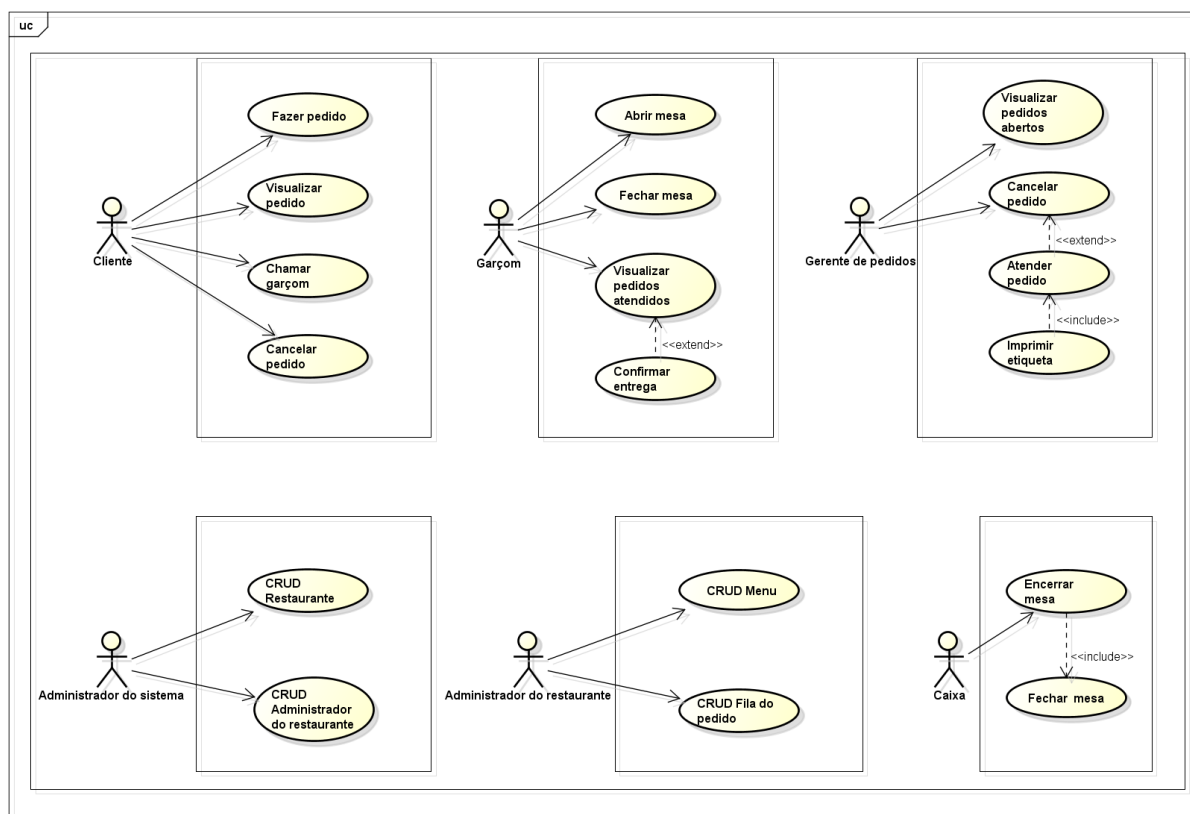 uc
Fazer pedido
Visualizar
pedido
Chamar
garçom
Cancelar
pedido
Cliente
Abrir mesa
Fechar mesa
Visualizar
pedidos
atendidos
<<extend>>
Confirmar
entrega
Garçom
Visualizar
pedidos
abertos
Cancelar
pedido
<<extend>>
Atender
pedido
<<include>>
Imprimir
etiqueta
Gerente de pedidos
CRUD
Restaurante
CRUD
Administrador
do restaurante
Administrador do sistema
CRUD Menu
CRUD Fila do
pedido
Administrador do restaurante
Encerrar
mesa
<<include>>
Fechar mesa
Caixa